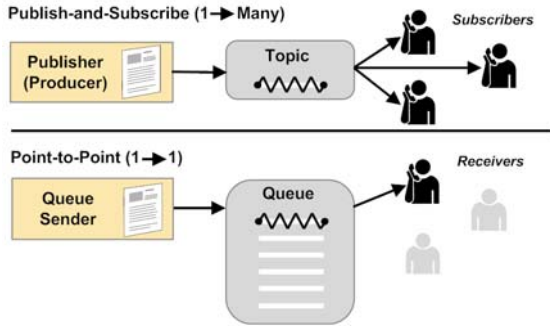 Publish-and-Subscribe (1→Many)
Publisher
(Producer)
Topic
Subscribers
Point-to-Point (1→1)
Queue
Sender
Queue
Receivers